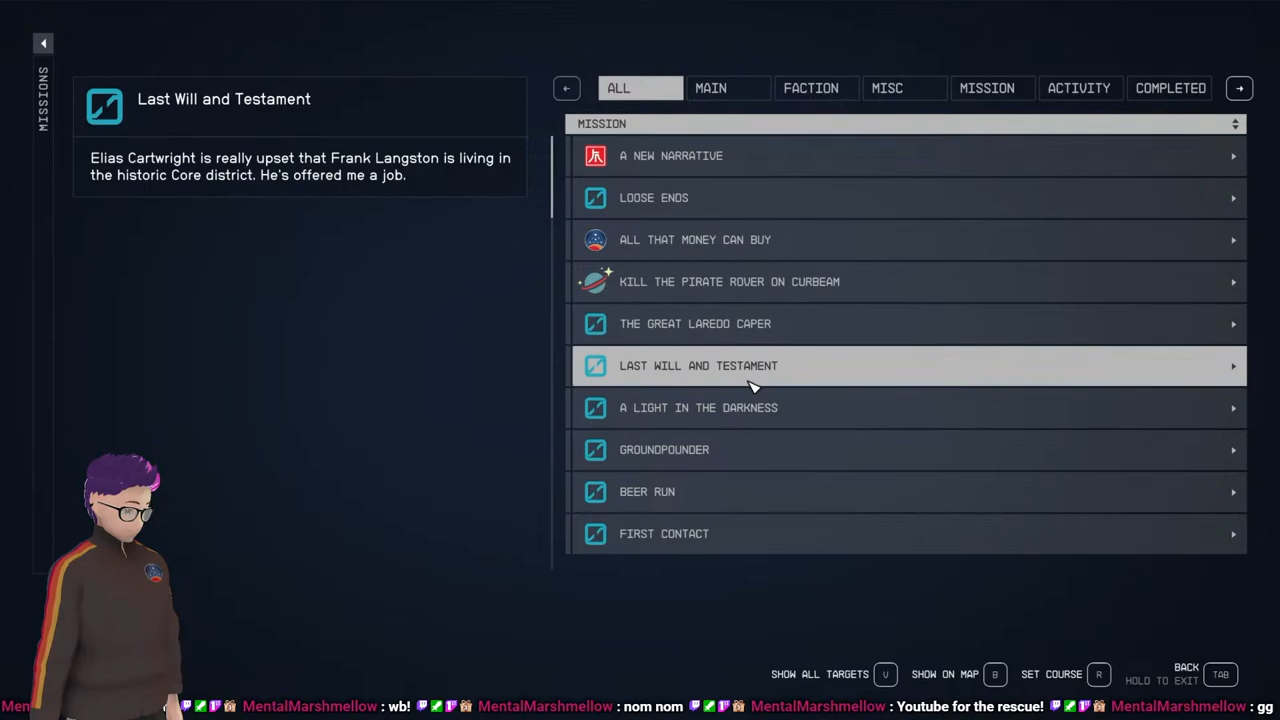 MISSIONS
Last Will and Testament
Elias Cartwright is really upset that Frank Langston is living in
the historic Core district. He's offered me a job.
ALL MAIN FACTION MISC MISSION ACTIVITY COMPLETED
MISSION
A NEW NARRATIVE
LOOSE ENDS
ALL THAT MONEY CAN BUY
KILL THE PIRATE ROVER ON CURBEAM
THE GREAT LAREDO CAPER
LAST WILL AND TESTAMENT
A LIGHT IN THE DARKNESS
GROUNDPOUNDER
BEER RUN
FIRST CONTACT
SHOW ALL TARGETS V SHOW ON MAP B SET COURSE R BACK TAB
HOLD TO EXIT
Men MentalMarshmellow : wb! MentalMarshmellow : nom nom MentalMarshmellow : Youtube for the rescue! MentalMarshmellow : gg